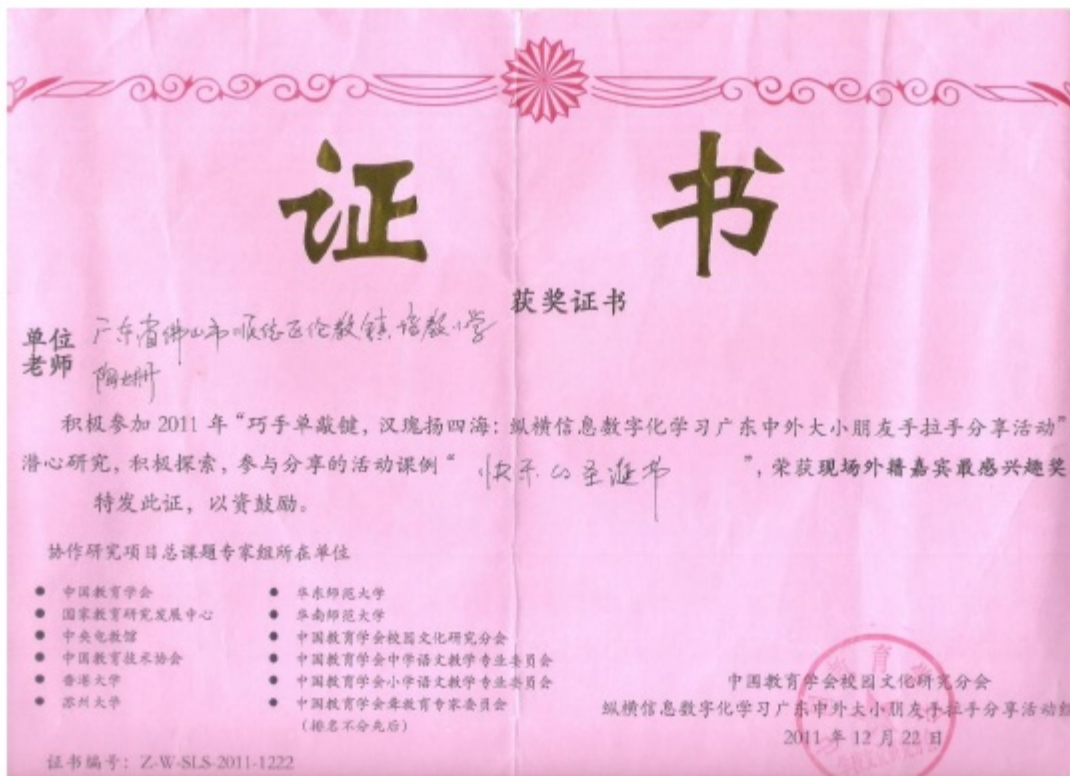 证 书
获奖证书
单位 广东省佛山市顺德区伦教镇培教小学
老师 陶姗
积极参加 2011 年“巧手单敲键，汉瑰扬四海：纵横信息数字化学习广东中外大小朋友手拉手分享活动”
潜心研究，积极探索，参与分享的活动课例“快乐的圣诞节”，荣获现场外籍嘉宾最感兴趣奖
特发此证，以资鼓励。
协作研究项目总课题专家组所在单位
● 中国教育学会
● 国家教育研究发展中心
● 中央电教馆
● 中国教育技术协会
● 香港大学
● 苏州大学
● 华东师范大学
● 华南师范大学
● 中国教育学会校园文化研究分会
● 中国教育学会中学语文教学专业委员会
● 中国教育学会小学语文教学专业委员会
● 中国教育学会聋教育专家委员会
（排名不分先后）
中国教育学会校园文化研究分会
纵横信息数字化学习广东中外大小朋友手拉手分享活动组
2011 年 12 月 22 日
证书编号：Z-W-SLS-2011-1222